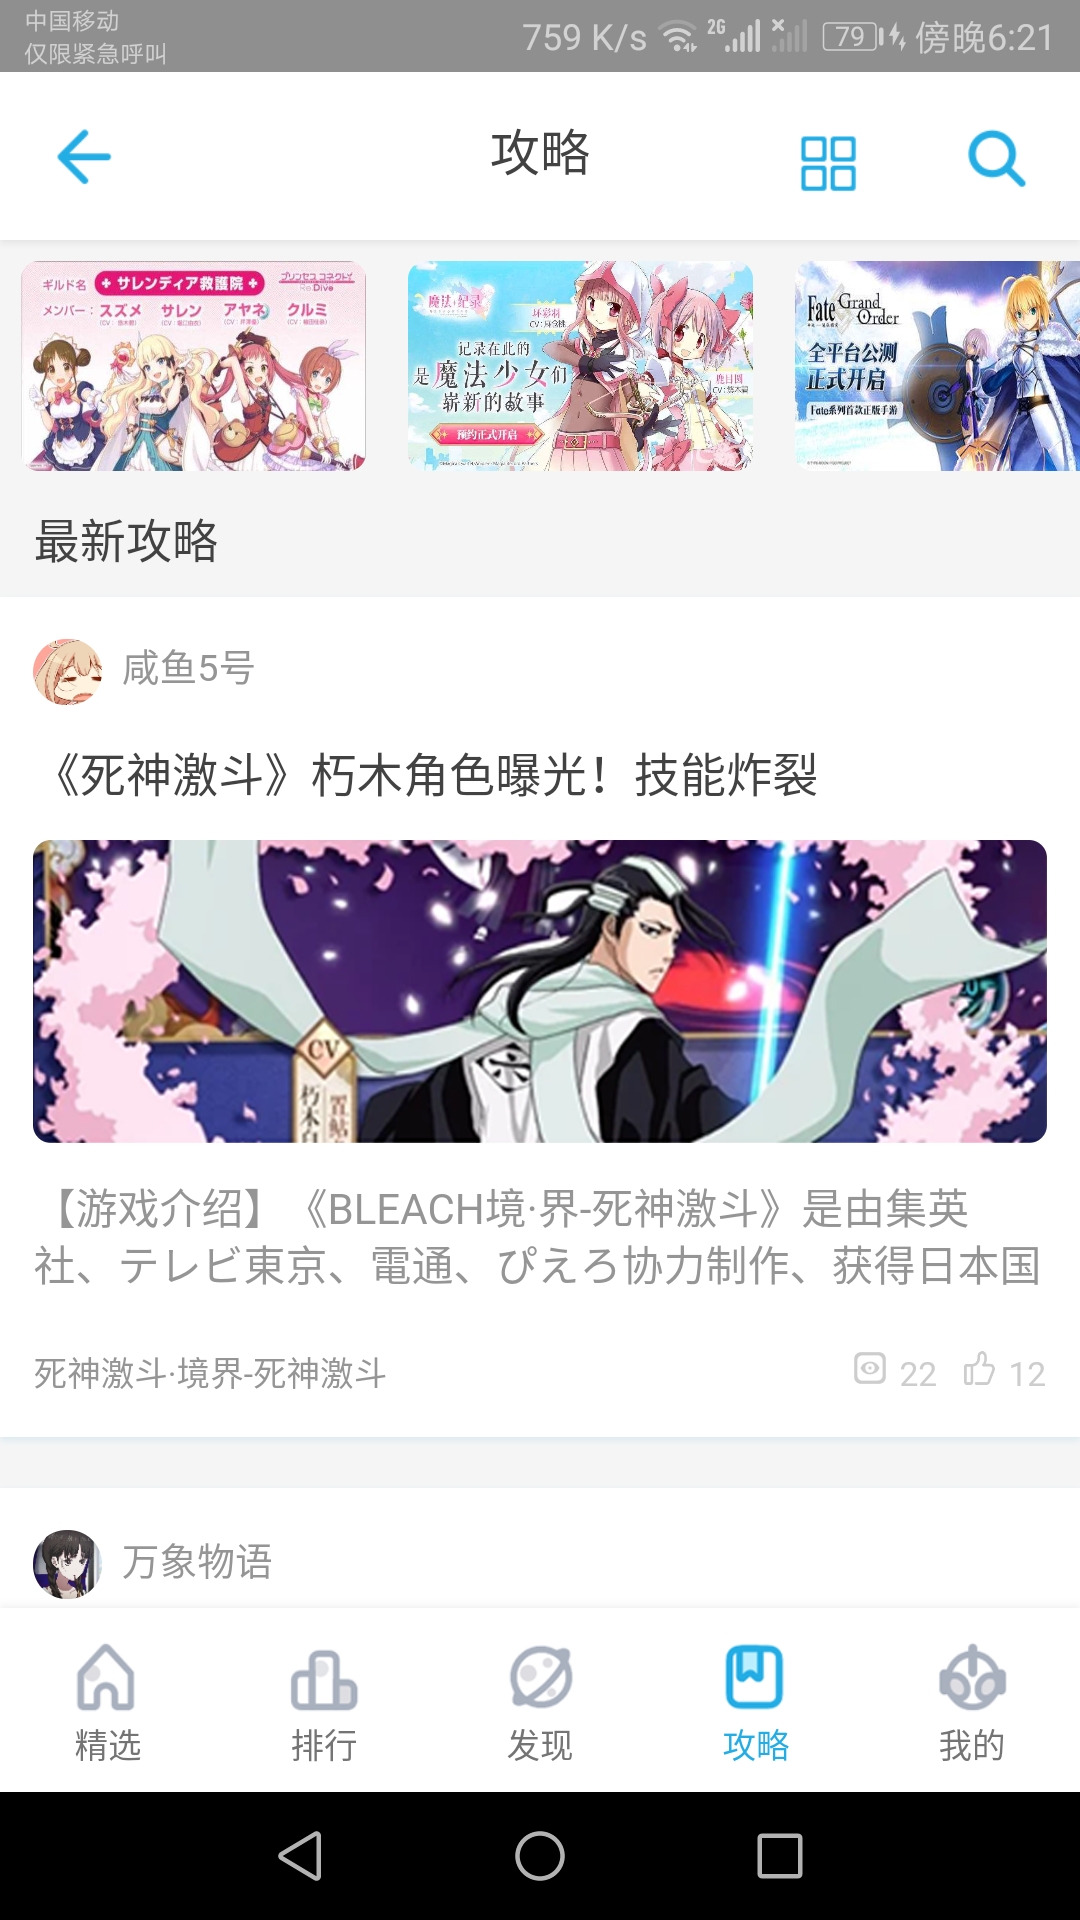 中国移动
仅限紧急呼叫
759 K/s
2G
79
傍晚6:21
攻略
ギルド名
サレンディア救護院
プリンセスコネクト!
Re:Dive
メンバー：
スズメ
サレン
アヤネ
クルミ
魔法纪录
环彩羽
记录在此的
是魔法少女们
崭新的故事
预约正式开启
鹿目圆
CV：悠木碧
Fate
Grand
Order
全平台公测
正式开启
Fate系列首款正版手游
最新攻略
咸鱼5号
《死神激斗》朽木角色曝光！技能炸裂
CV
【游戏介绍】《BLEACH境·界-死神激斗》是由集英
社、テレビ東京、電通、ぴえろ协力制作、获得日本国
死神激斗·境界-死神激斗
22
12
万象物语
精选
排行
发现
攻略
我的